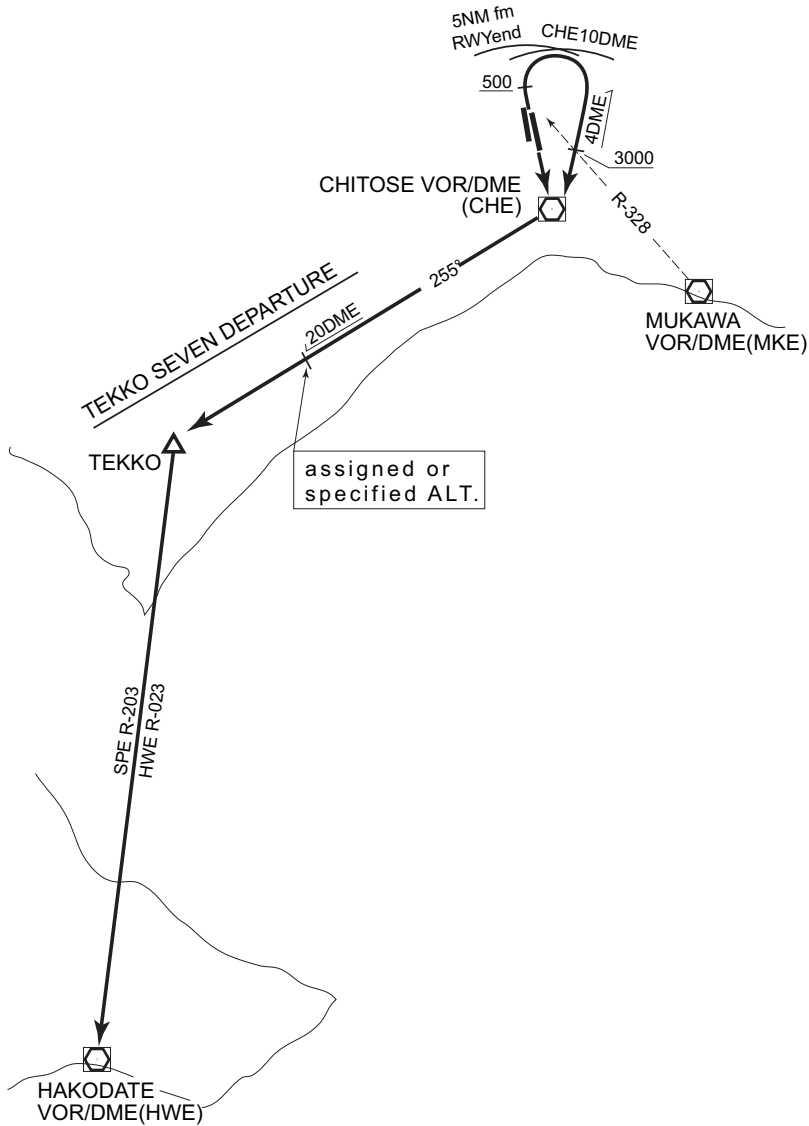 5NM fm
RWYend
CHE10DME
500
4DME
3000
CHITOSE VOR/DME
(CHE)
R-328
255°
MUKAWA
VOR/DME(MKE)
TEKKO SEVEN DEPARTURE
20DME
TEKKO
assigned or
specified ALT.
SPE R-203
HWE R-023
HAKODATE
VOR/DME(HWE)